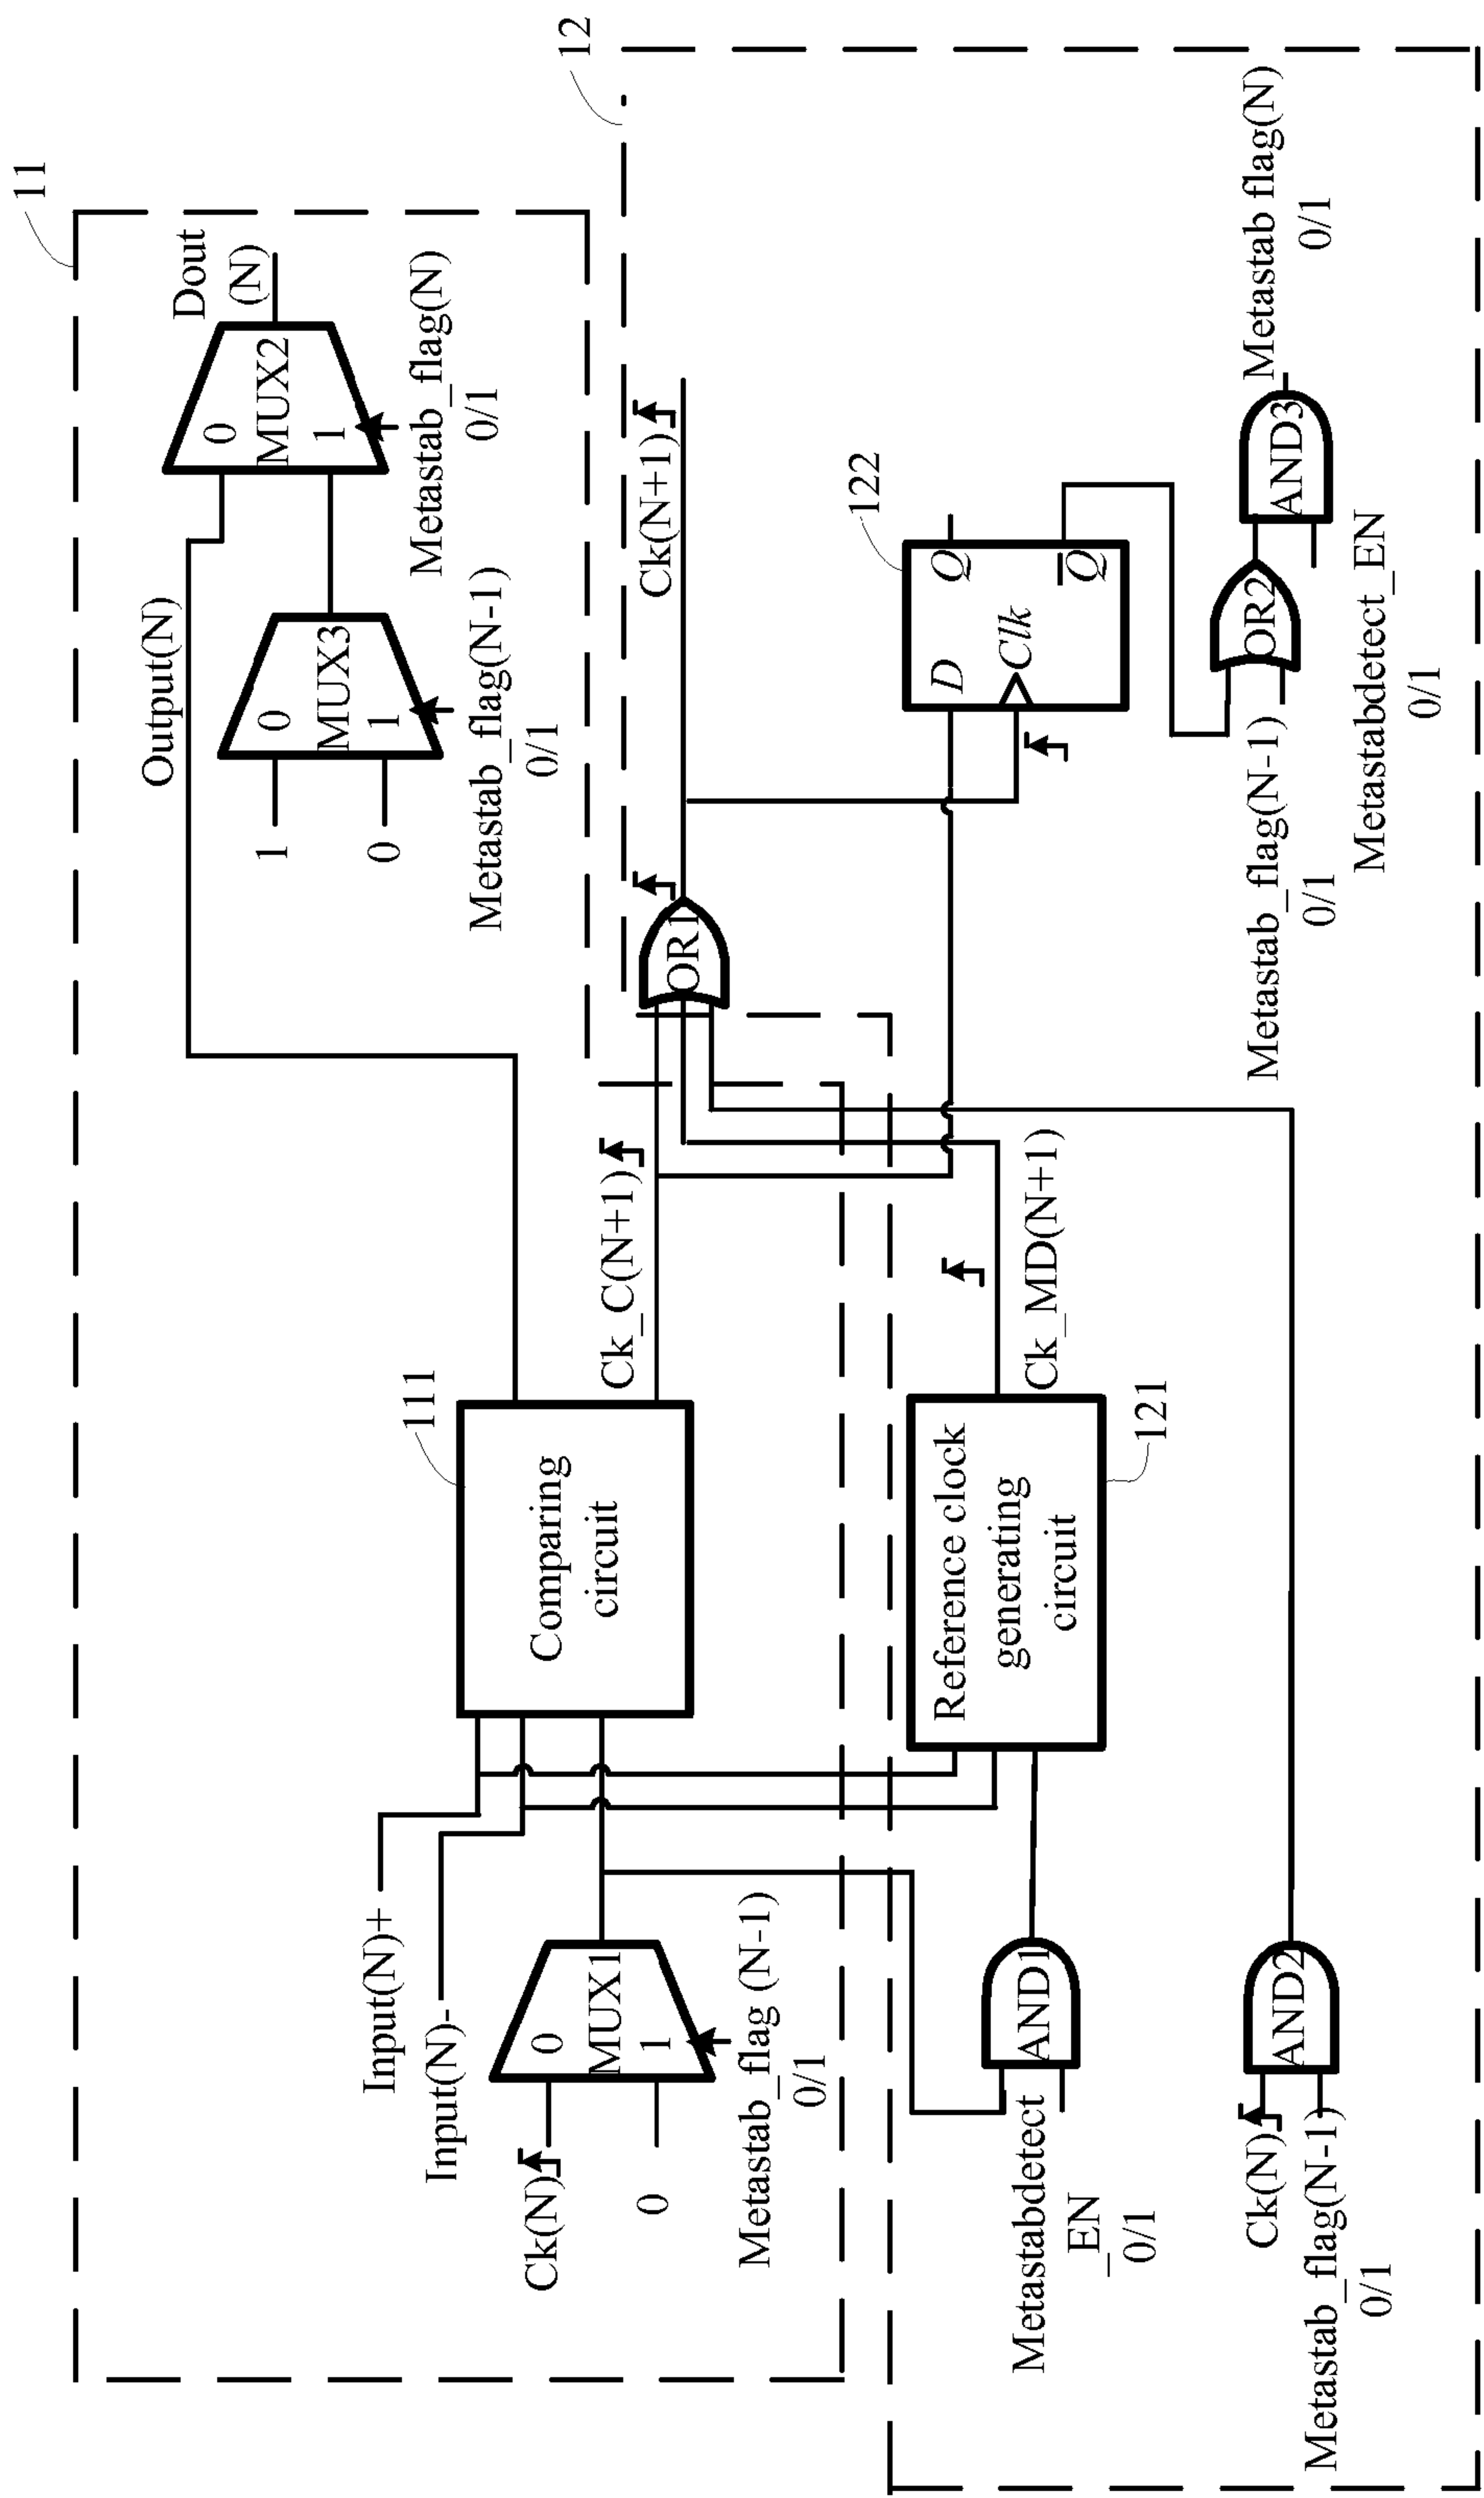 11
Output(N)
Dout
(N)
0
MUX2
1
1
0
MUX3
0
1
Metastab_flag(N)
0/1
Metastab_flag(N-1)
0/1
Input(N)+
Input(N)-
111
Comparing
circuit
Ck(N)
0
MUX1
0
1
Metastab_flag (N-1)
0/1
Ck_C(N+1)
12
OR1
Ck(N+1)
122
D
Q
Clk
Q
Reference clock
generating
circuit
121
Ck_MD(N+1)
Metastabdetect
_EN
0/1
AND1
Ck(N)
Metastab_flag(N-1)
0/1
AND2
Metastab_flag(N-1)
0/1
OR2
AND3
Metastab flag(N)
0/1
Metastabdetect_EN
0/1